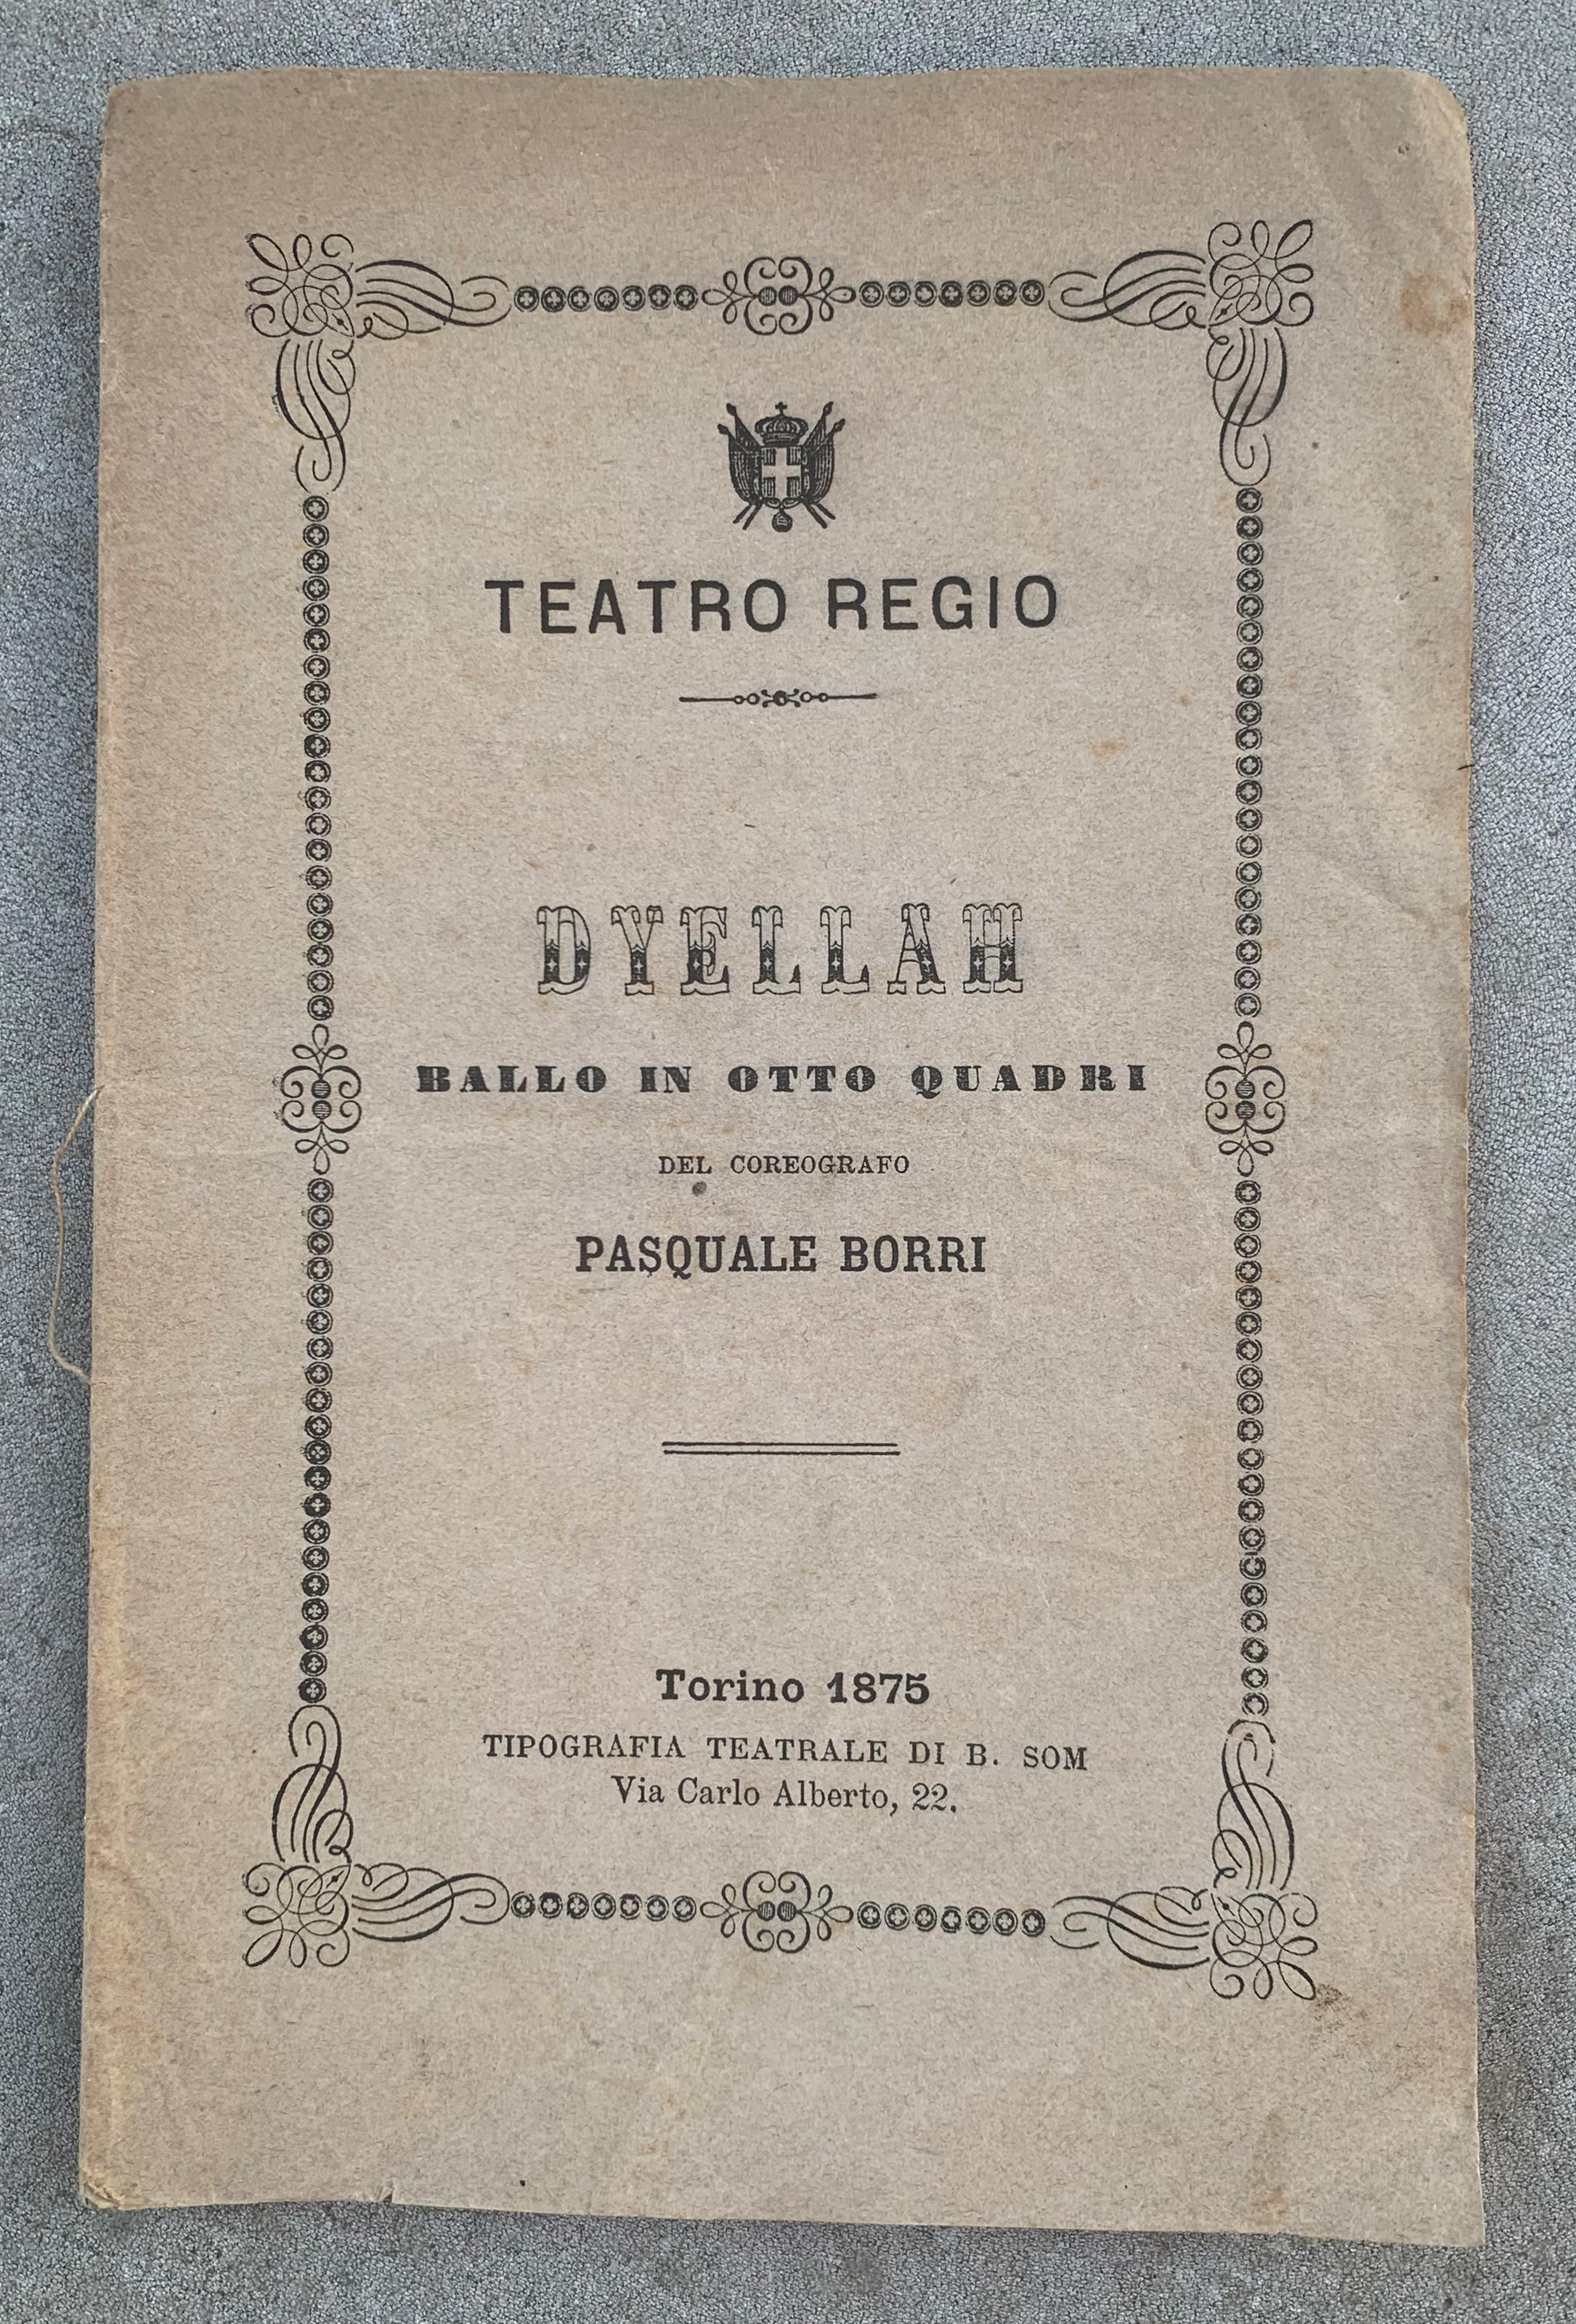 TEATRO REGIO
DYELLAH
BALLO IN OTTO QUADRI
DEL COREOGRAFO
PASQUALE BORRI
Torino 1875
TIPOGRAFIA TEATRALE DI B. SOM
Via Carlo Alberto, 22.